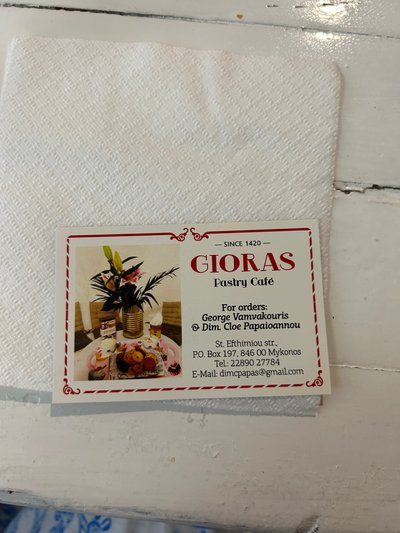 — SINCE 1420 —
GIORAS
Pastry Café
For orders:
George Vamvakouris
& Dim. Cloe Papaioannou
St. Efthimiou str.,
P.O. Box 197, 846 00 Mykonos
Tel.: 22890 27784
E-Mail: dimcpapas@gmail.com